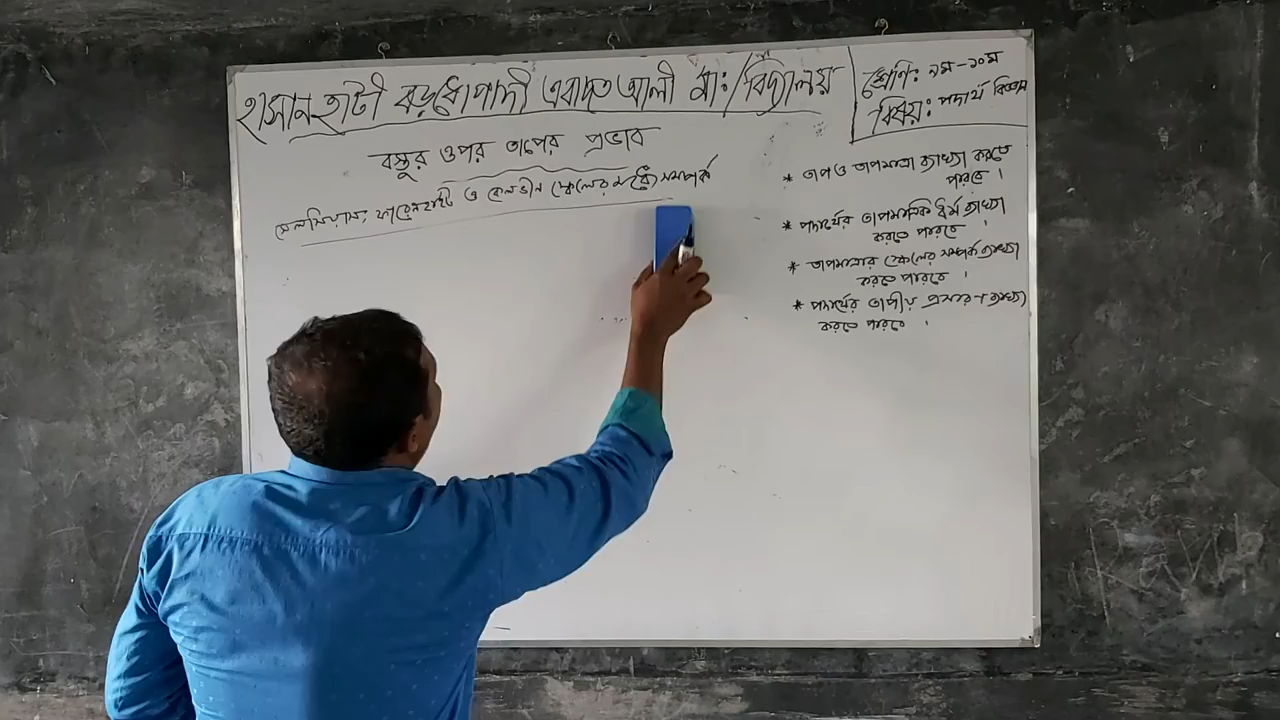 হাসানহাটী বড়ধোপাদী এবাদত আলী মাঃ/বিদ্যালয়
শ্রেণি: ৯ম-১০ম
বিষয়: পদার্থ বিজ্ঞান
বস্তুর ওপর তাপের প্রভাব
সেলসিয়াস, ফারেনহাইট ও কেলভীন স্কেলের মধ্যে সম্পর্ক
* তাপ ও তাপমাত্রা ব্যাখ্যা করতে
পারবে।
* পদার্থের তাপমানিক ধর্ম ব্যাখ্যা
করতে পারবে।
* তাপমাত্রার স্কেলের সম্পর্ক ব্যাখ্যা
করতে পারবে।
* পদার্থের তাপীয় প্রসারণ ব্যাখ্যা
করতে পারবে।